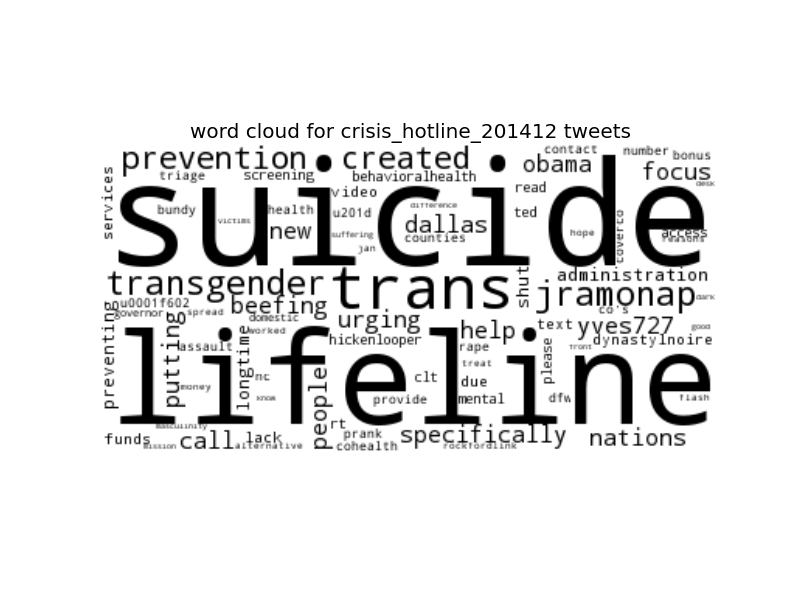 word cloud for crisis_hotline_201412 tweets
prevention created contact number bonus
triage screening behavioralhealth obama focus
services suicide video read desk
bundy health u201d difference dallas ted
victims new suffering counties hope coverco access
jan reasons
transgender trans shut administration
u0001f602 beefing jramonap dark
governor spread domestic urging co's
preventing putting worked help text yves727 good
assault longtime hickenlooper rape please dynastylnoire
lifeline front
money nc clt treat
know people provide due mental dfw flash
masculinity rt
funds call lack prank specifically nations
mission alternative cohealth rockfordlink